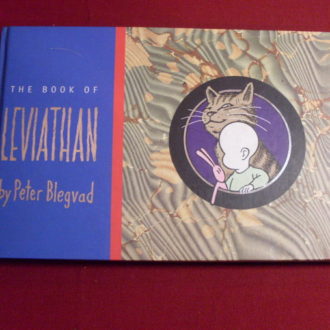 THE BOOK OF
LEVIATHAN
by Peter Blegvad